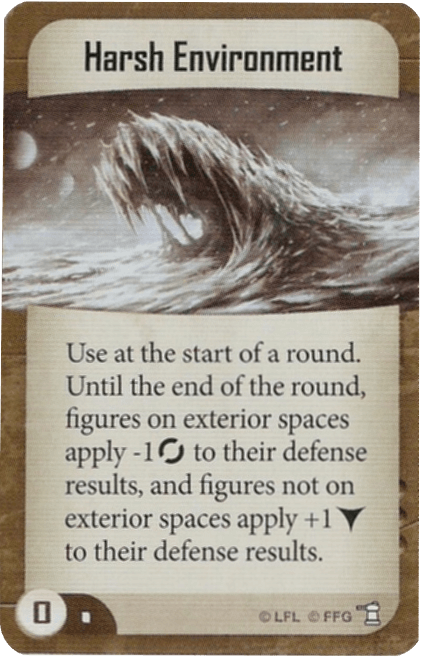 Harsh Environment
Use at the start of a round.
Until the end of the round,
figures on exterior spaces
apply -1 to their defense
results, and figures not on
exterior spaces apply +1
to their defense results.
0
© LFL © FFG